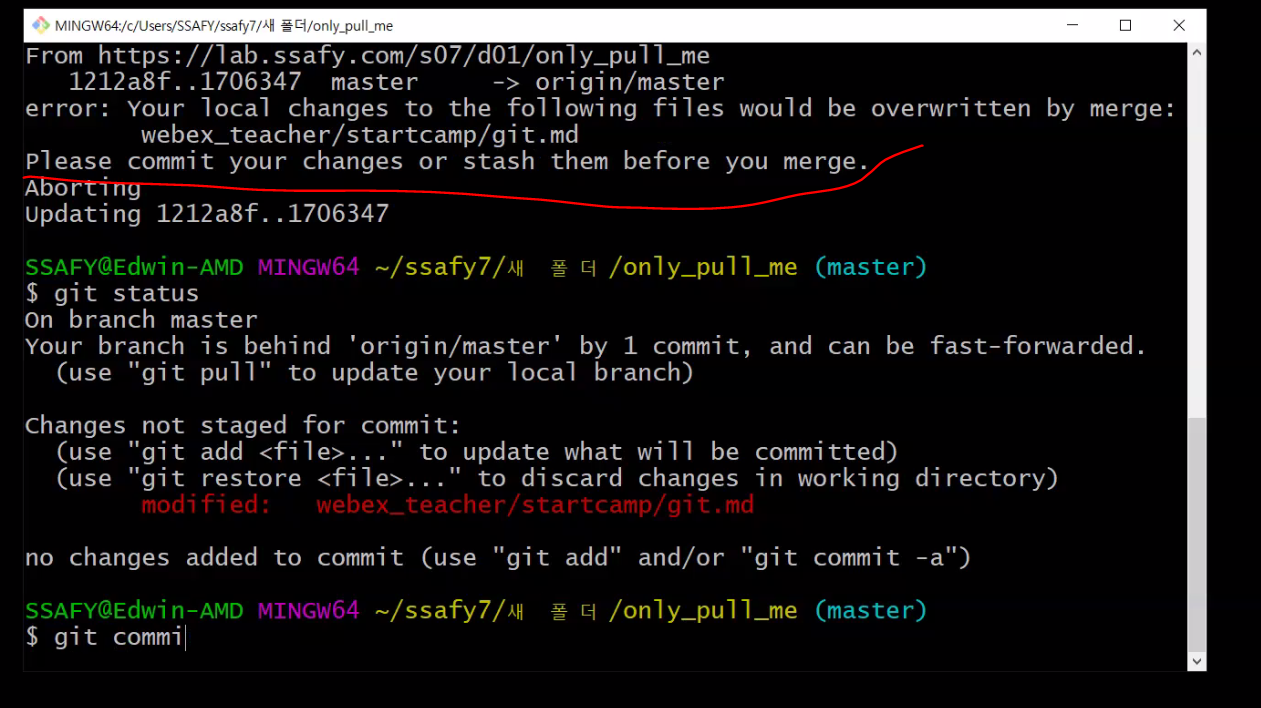 MINGW64:/c/Users/SSAFY/ssafy7/새 폴더/only_pull_me
From https://lab.ssafy.com/s07/d01/only_pull_me
   1212a8f..1706347  master     -> origin/master
error: Your local changes to the following files would be overwritten by merge:
        webex_teacher/startcamp/git.md
Please commit your changes or stash them before you merge.
Aborting
Updating 1212a8f..1706347
SSAFY@Edwin-AMD MINGW64 ~/ssafy7/새 폴더/only_pull_me (master)
$ git status
On branch master
Your branch is behind 'origin/master' by 1 commit, and can be fast-forwarded.
  (use "git pull" to update your local branch)
Changes not staged for commit:
  (use "git add <file>..." to update what will be committed)
  (use "git restore <file>..." to discard changes in working directory)
        modified:   webex_teacher/startcamp/git.md
no changes added to commit (use "git add" and/or "git commit -a")
SSAFY@Edwin-AMD MINGW64 ~/ssafy7/새 폴더/only_pull_me (master)
$ git commi